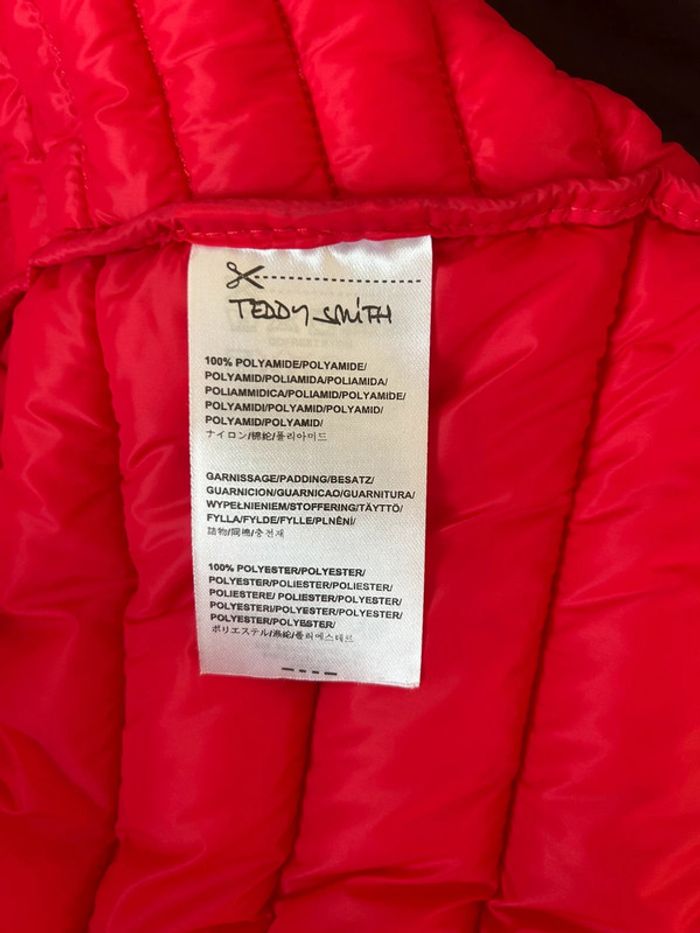 TEDDY SMITH
100% POLYAMIDE/POLYAMIDE/
POLYAMID/POLIAMIDA/POLIAMIDA/
POLIAMMIDICA/POLIAMID/POLYAMIDE/
POLYAMIDI/POLYAMID/POLYAMID/
POLYAMID/POLYAMID/
ナイロン/锦纶/폴리아미드
GARNISSAGE/PADDING/BESATZ/
GUARNICION/GUARNICAO/GUARNITURA/
WYPEŁNIENIEM/STOFFERING/TÄYTTÖ/
FYLLA/FYLDE/FYLLE/PLNĚNÍ/
詰物/충전재
100% POLYESTER/POLYESTER/
POLYESTER/POLIESTER/POLIESTER/
POLIESTERE/ POLIESTER/POLYESTER/
POLYESTERI/POLYESTER/POLYESTER/
POLYESTER/POLYESTER/
ポリエステル/涤纶/폴리에스테르